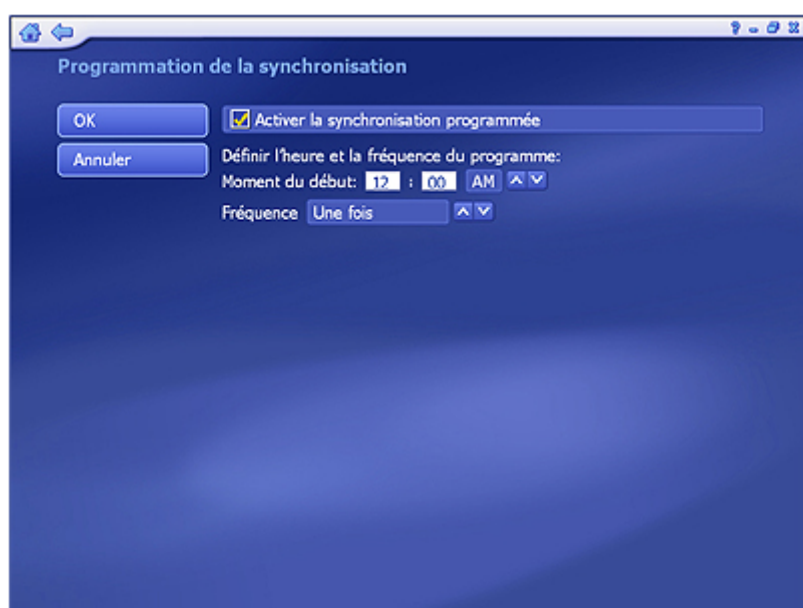 Programmation de la synchronisation
OK
Activer la synchronisation programmée
Annuler
Définir l'heure et la fréquence du programme:
Moment du début: 12 : 00 AM
Fréquence Une fois